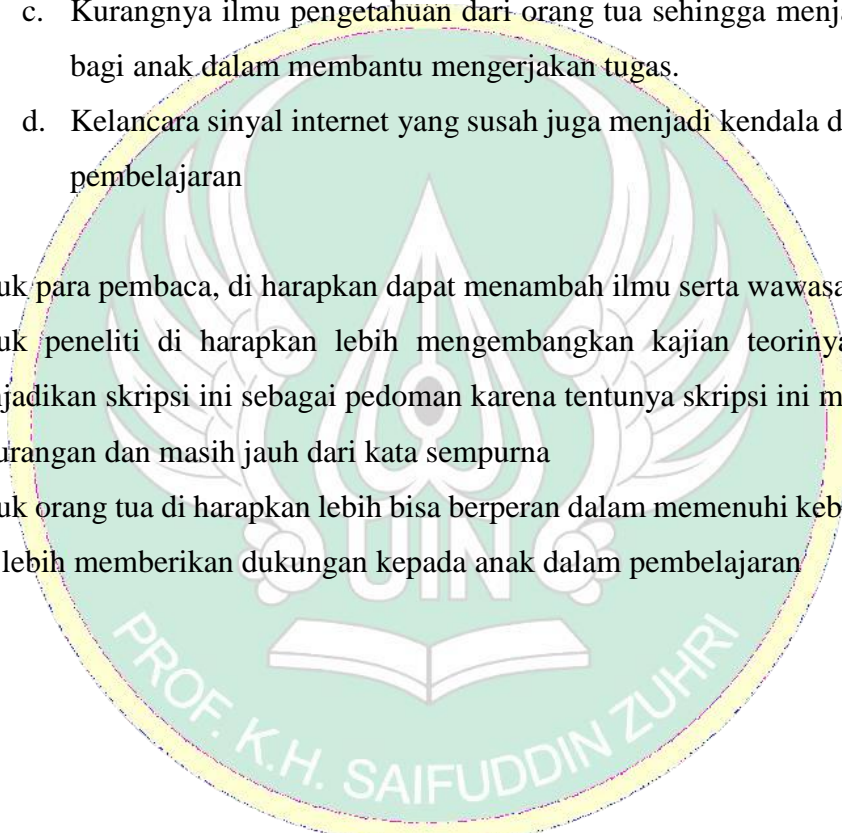 c. Kurangnya ilmu pengetahuan dari orang tua sehingga menja
bagi anak dalam membantu mengerjakan tugas.
d. Kelancara sinyal internet yang susah juga menjadi kendala d
pembelajaran
uk para pembaca, di harapkan dapat menambah ilmu serta wawasa
uk peneliti di harapkan lebih mengembangkan kajian teorinya
njadikan skripsi ini sebagai pedoman karena tentunya skripsi ini m
urangan dan masih jauh dari kata sempurna
uk orang tua di harapkan lebih bisa berperan dalam memenuhi keb
lebih memberikan dukungan kepada anak dalam pembelajaran
UIN
PROF. K.H. SAIFUDDIN ZUHRI